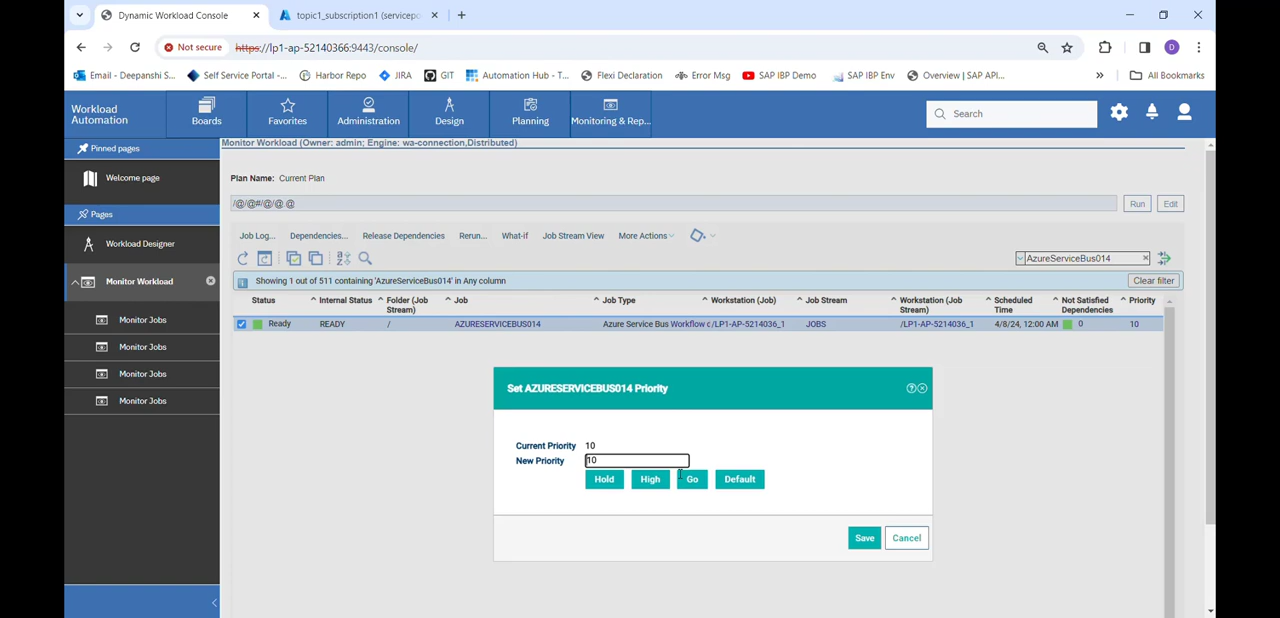 Dynamic Workload Console
topic1_subscription1 (servicepo
Not secure https://lp1-ap-52140366:9443/console/
Email - Deepanshi S... Self Service Portal -... Harbor Repo JIRA GIT Automation Hub - T... Flexi Declaration Error Msg SAP IBP Demo SAP IBP Env Overview | SAP API... » All Bookmarks
D
Workload Automation
Boards Favorites Administration Design Planning Monitoring & Rep...
Search
Pinned pages
Welcome page
Pages
Workload Designer
Monitor Workload
Monitor Jobs
Monitor Jobs
Monitor Jobs
Monitor Jobs
Monitor Workload (Owner: admin; Engine: wa-connection,Distributed)
Plan Name: Current Plan
/@/@#/@/@.@
Run Edit
Job Log... Dependencies... Release Dependencies Rerun... What-if Job Stream View More Actions
AzureServiceBus014
Showing 1 out of 511 containing 'AzureServiceBus014' in Any column
Clear filter
Status Internal Status Folder (Job Stream) Job Job Type Workstation (Job) Job Stream Workstation (Job Stream) Scheduled Time Not Satisfied Dependencies Priority
Ready READY / AZURESERVICEBUS014 Azure Service Bus Workflow c/LP1-AP-5214036_1 JOBS /LP1-AP-5214036_1 4/8/24, 12:00 AM 0 10
Set AZURESERVICEBUS014 Priority
Current Priority 10
New Priority 10
Hold High Go Default
Save Cancel